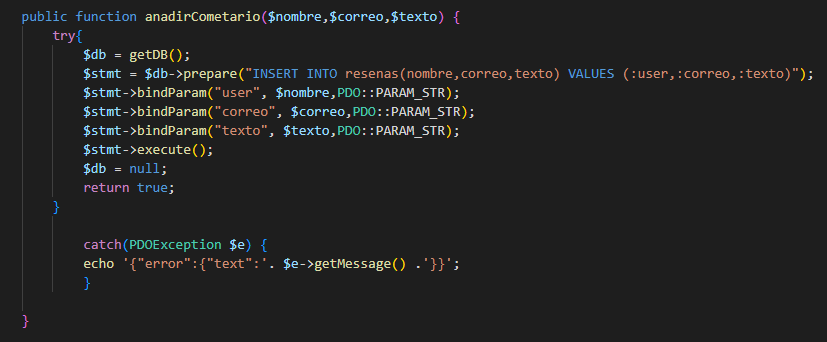 public function anadirCometario($nombre,$correo,$texto) {
try{
$db = getDB();
$stmt = $db->prepare("INSERT INTO resenas(nombre,correo,texto) VALUES (:user,:correo,:texto)");
$stmt->bindParam("user", $nombre,PDO::PARAM_STR);
$stmt->bindParam("correo", $correo,PDO::PARAM_STR);
$stmt->bindParam("texto", $texto,PDO::PARAM_STR);
$stmt->execute();
$db = null;
return true;
}
catch(PDOException $e) {
echo '{"error":{"text":'. $e->getMessage() .'}}';
}
}